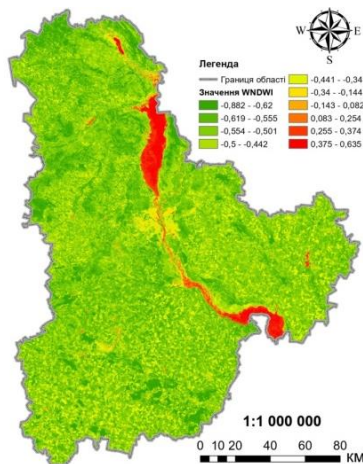 N
W E
S
Легенда
Границя області
Значення WNDWI
-0,882 - -0,62
-0,619 - -0,555
-0,554 - -0,501
-0,5 - -0,442
-0,441 - -0,34
-0,34 - -0,144
-0,143 - 0,082
0,083 - 0,254
0,255 - 0,374
0,375 - 0,635
1:1 000 000
0 10 20 40 60 80
КМ